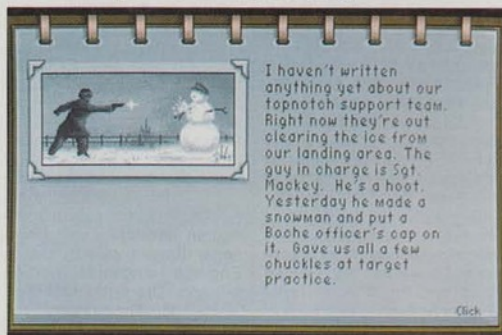 I haven't written
anything yet about our
topnotch support team.
Right now they're out
clearing the ice from
our landing area. The
guy in charge is Sgt.
Mackey. He's a hoot.
Yesterday he made a
snowman and put a
Boche officer's cap on
it. Gave us all a few
chuckles at target
practice.
Click